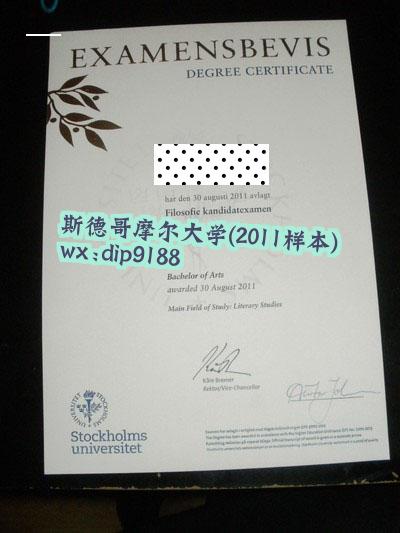 EXAMENSBEVIS
DEGREE CERTIFICATE
har den 30 augusti 2011 avlagt
Filosofie kandidatexamen
斯德哥摩尔大学(2011样本)
wx:dip9188
Bachelor of Arts
awarded 30 August 2011
Main Field of Study: Literary Studies
Kåre Bremer
Rektor/Vice-Chancellor
Stockholms
universitet